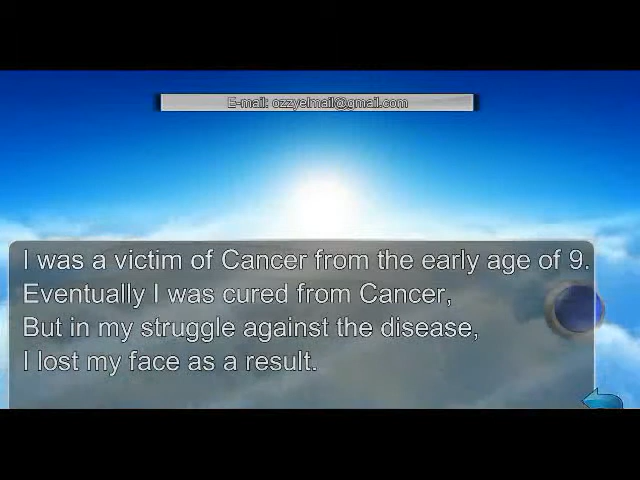 E-mail: ozzyelmail@gmail.com
I was a victim of Cancer from the early age of 9.
Eventually I was cured from Cancer,
But in my struggle against the disease,
I lost my face as a result.